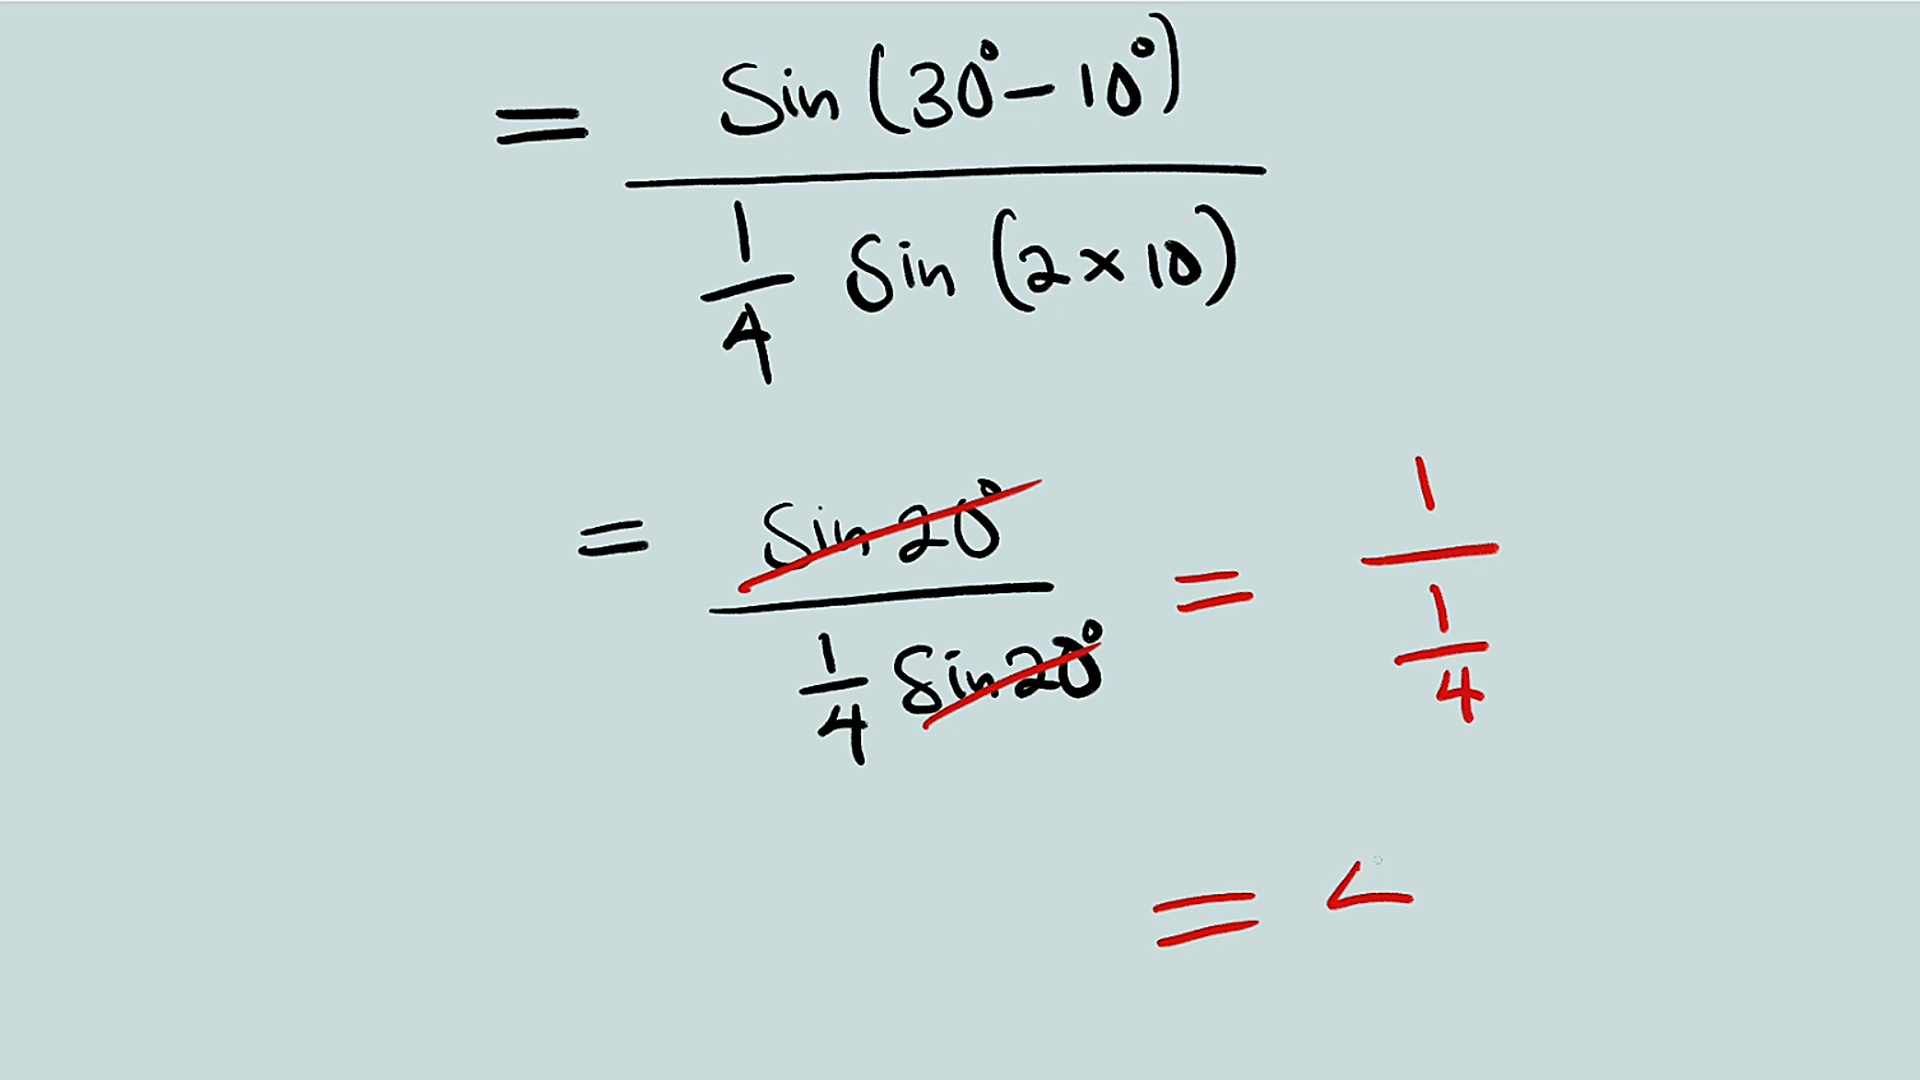 = Sin (30° - 10°)
1/4 Sin (2 × 10)
= Sin 20° / 1/4 Sin 20° = 1 / 1/4
=